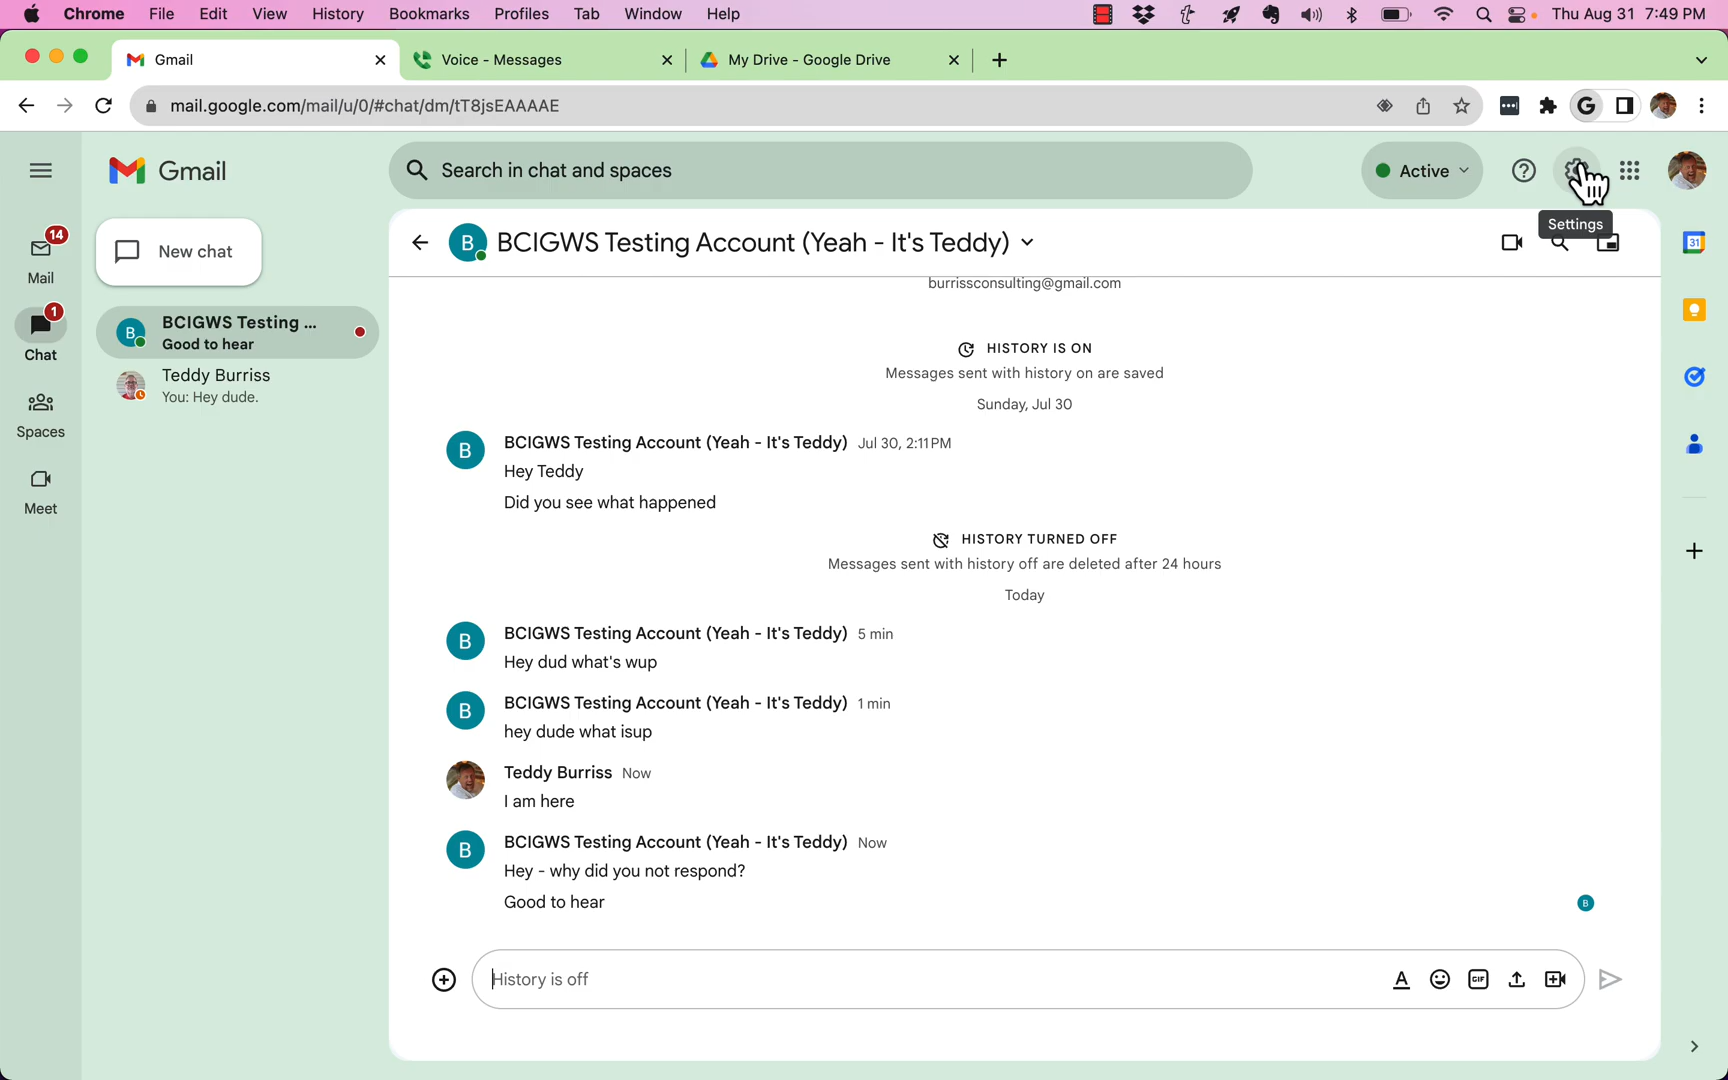 Chrome File Edit View History Bookmarks Profiles Tab Window Help Thu Aug 31 7:49 PM
Gmail Voice - Messages My Drive - Google Drive
mail.google.com/mail/u/0/#chat/dm/tT8jsEAAAAE
Gmail Search in chat and spaces Active
Settings
14
Mail
1
Chat
Spaces
Meet
New chat
B BCIGWS Testing ...
Good to hear
Teddy Burriss
You: Hey dude.
B BCIGWS Testing Account (Yeah - It's Teddy)
burrissconsulting@gmail.com
HISTORY IS ON
Messages sent with history on are saved
Sunday, Jul 30
B BCIGWS Testing Account (Yeah - It's Teddy) Jul 30, 2:11 PM
Hey Teddy
Did you see what happened
HISTORY TURNED OFF
Messages sent with history off are deleted after 24 hours
Today
B BCIGWS Testing Account (Yeah - It's Teddy) 5 min
Hey dud what's wup
B BCIGWS Testing Account (Yeah - It's Teddy) 1 min
hey dude what isup
Teddy Burriss Now
I am here
B BCIGWS Testing Account (Yeah - It's Teddy) Now
Hey - why did you not respond?
Good to hear
B
History is off
GIF
31